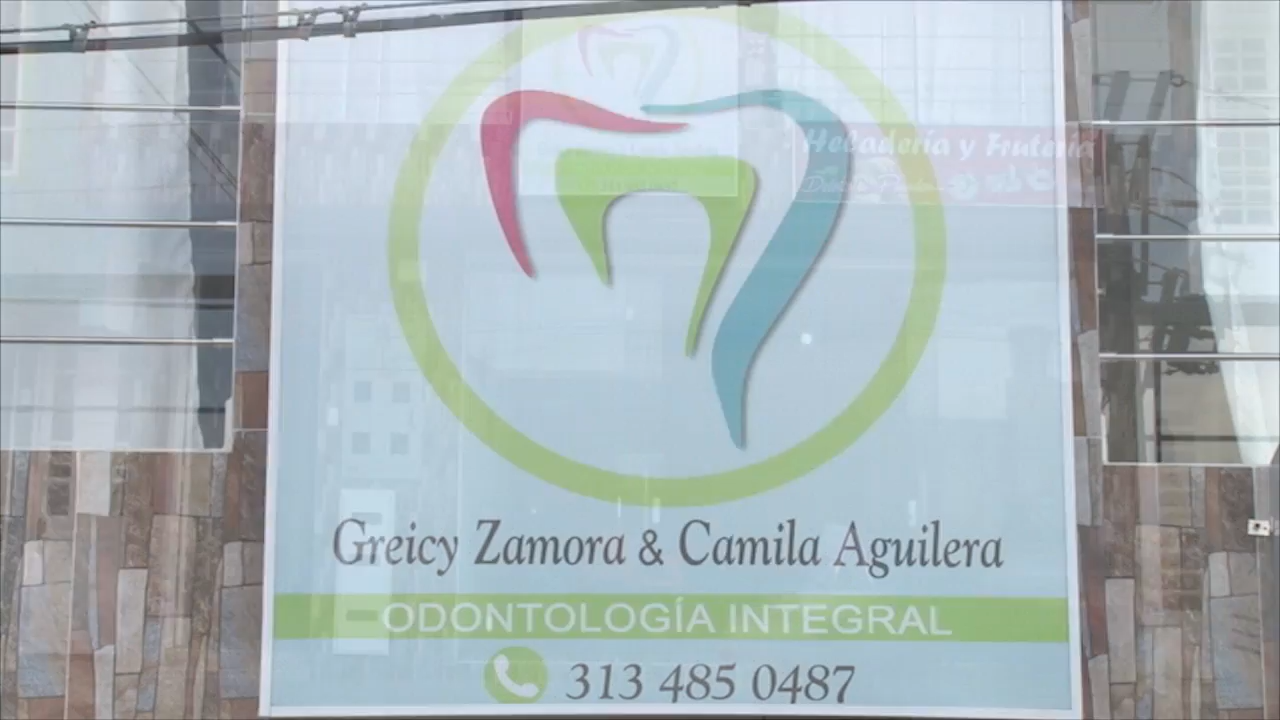 Heladería y Frutería
Greicy Zamora & Camila Aguilera
ODONTOLOGÍA INTEGRAL
313 485 0487